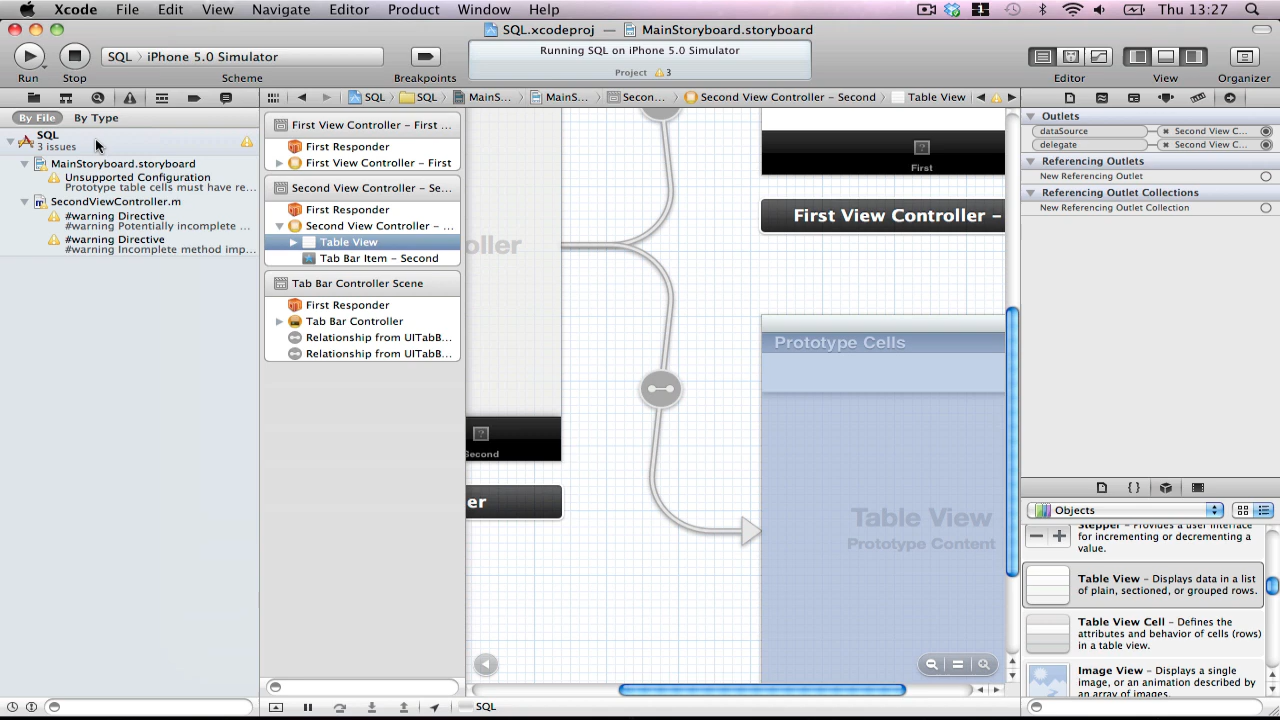 Xcode File Edit View Navigate Editor Product Window Help
1
Thu 13:27
SQL.xcodeproj — MainStoryboard.storyboard
SQL iPhone 5.0 Simulator
Running SQL on iPhone 5.0 Simulator
Project 3
Run Stop Scheme Breakpoints Editor View Organizer
SQL SQL MainS... MainS... Secon... Second View Controller – Second Table View
By File By Type
SQL
3 issues
MainStoryboard.storyboard
Unsupported Configuration
Prototype table cells must have re...
SecondViewController.m
#warning Directive
#warning Potentially incomplete ...
#warning Directive
#warning Incomplete method imp...
First View Controller – First ...
First Responder
First View Controller – First
Second View Controller – Se...
First Responder
Second View Controller – ...
Table View
Tab Bar Item – Second
Tab Bar Controller Scene
First Responder
Tab Bar Controller
Relationship from UITabB...
Relationship from UITabB...
oller
Second
er
?
?
First
First View Controller –
Prototype Cells
Table View
Prototype Content
Outlets
dataSource Second View C...
delegate Second View C...
Referencing Outlets
New Referencing Outlet
Referencing Outlet Collections
New Referencing Outlet Collection
{}
Objects
Stepper – Provides a user interface
for incrementing or decrementing a
value.
Table View – Displays data in a list
of plain, sectioned, or grouped rows.
Table View Cell – Defines the
attributes and behavior of cells (rows)
in a table view.
Image View – Displays a single
image, or an animation described by
an array of images.
SQL